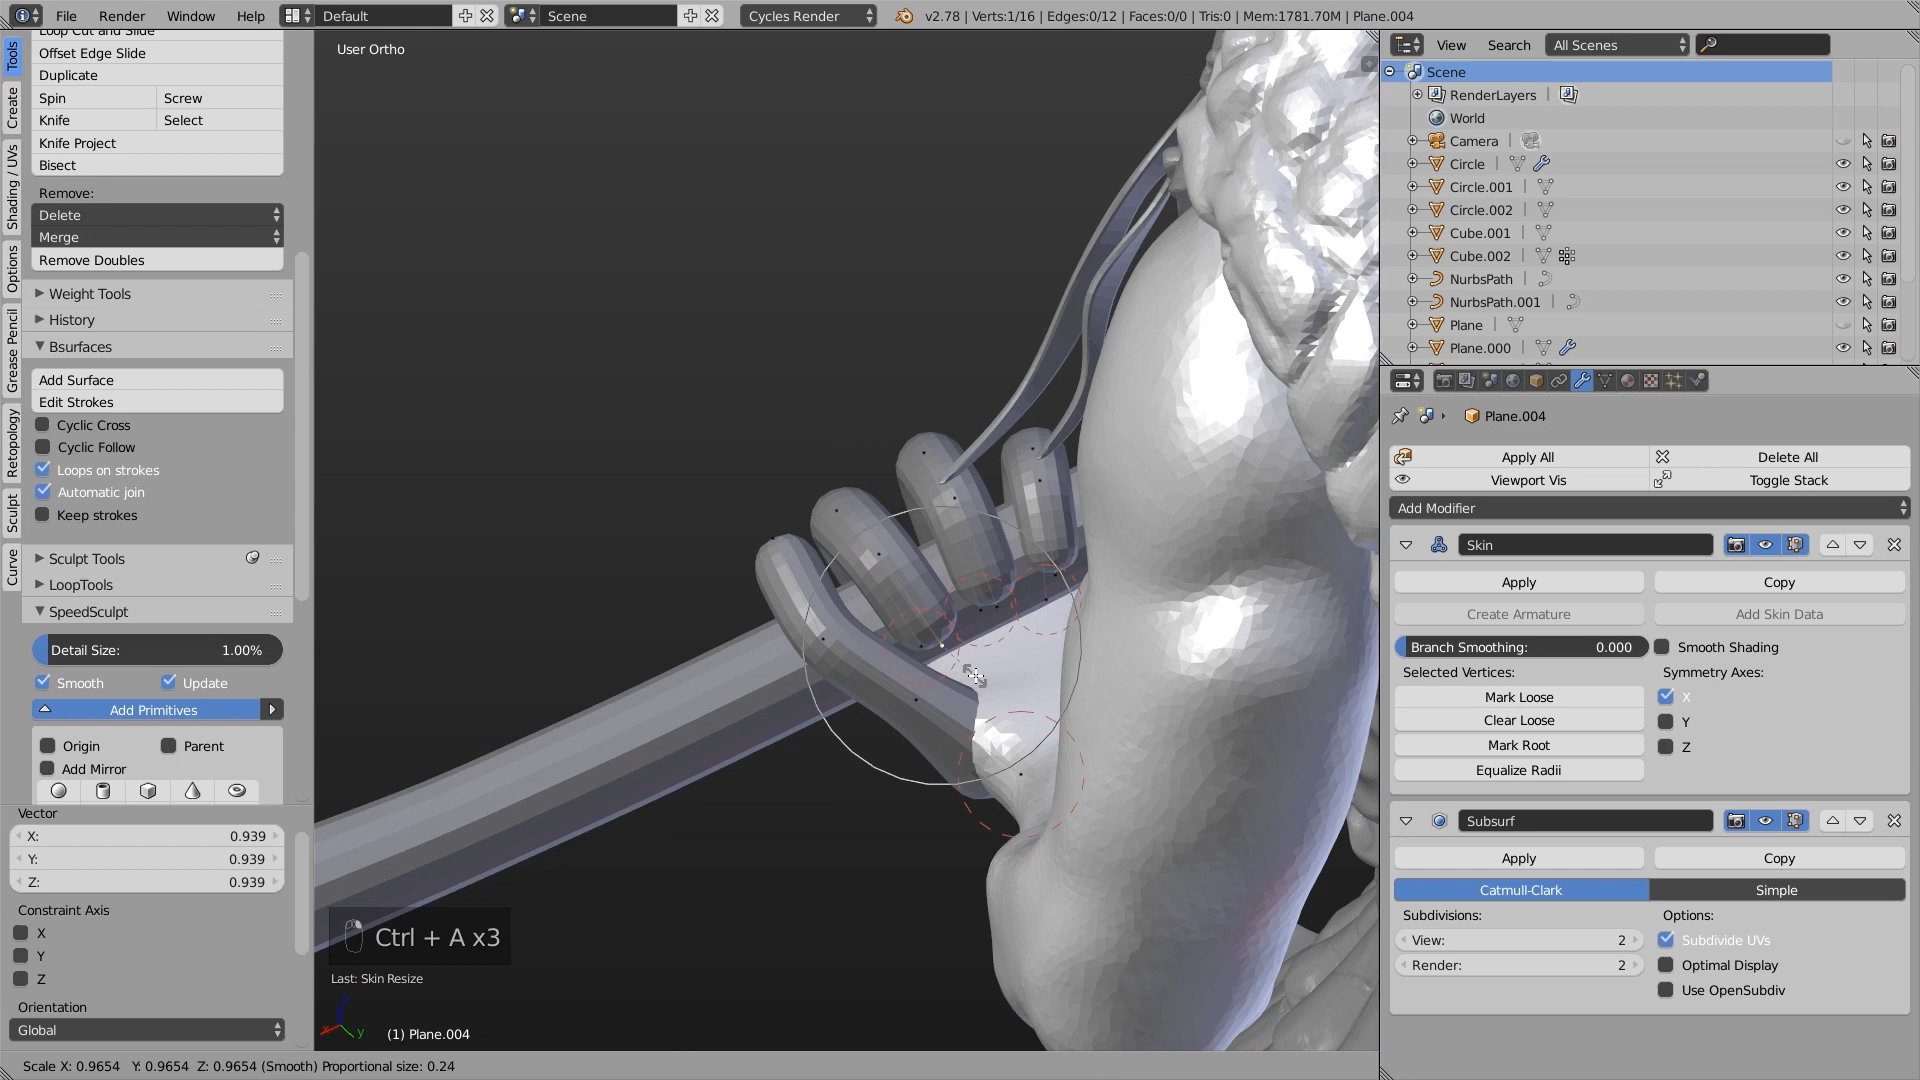 File Render Window Help Default Scene Cycles Render v2.78 | Verts:1/16 | Edges:0/12 | Faces:0/0 | Tris:0 | Mem:1781.70M | Plane.004
Tools
Create
Shading / UVs
Options
Grease Pencil
Retopology
Sculpt
Curve
Loop Cut and Slide
Offset Edge Slide
Duplicate
Spin Screw
Knife Select
Knife Project
Bisect
Remove:
Delete
Merge
Remove Doubles
Weight Tools
History
Bsurfaces
Add Surface
Edit Strokes
Cyclic Cross
Cyclic Follow
Loops on strokes
Automatic join
Keep strokes
Sculpt Tools
LoopTools
SpeedSculpt
Detail Size: 1.00%
Smooth Update
Add Primitives
Origin Parent
Add Mirror
Vector
X: 0.939
Y: 0.939
Z: 0.939
Constraint Axis
X
Y
Z
Orientation
Global
User Ortho
Ctrl + A x3
Last: Skin Resize
x y
(1) Plane.004
Scale X: 0.9654 Y: 0.9654 Z: 0.9654 (Smooth) Proportional size: 0.24
View Search All Scenes
Scene
RenderLayers |
World
Camera |
Circle |
Circle.001 |
Circle.002 |
Cube.001 |
Cube.002 |
NurbsPath |
NurbsPath.001 |
Plane |
Plane.000 |
Plane.004
Apply All Delete All
Viewport Vis Toggle Stack
Add Modifier
Skin
Apply Copy
Create Armature Add Skin Data
Branch Smoothing: 0.000 Smooth Shading
Selected Vertices: Symmetry Axes:
Mark Loose X
Clear Loose Y
Mark Root Z
Equalize Radii
Subsurf
Apply Copy
Catmull-Clark Simple
Subdivisions: Options:
View: 2 Subdivide UVs
Render: 2 Optimal Display
Use OpenSubdiv